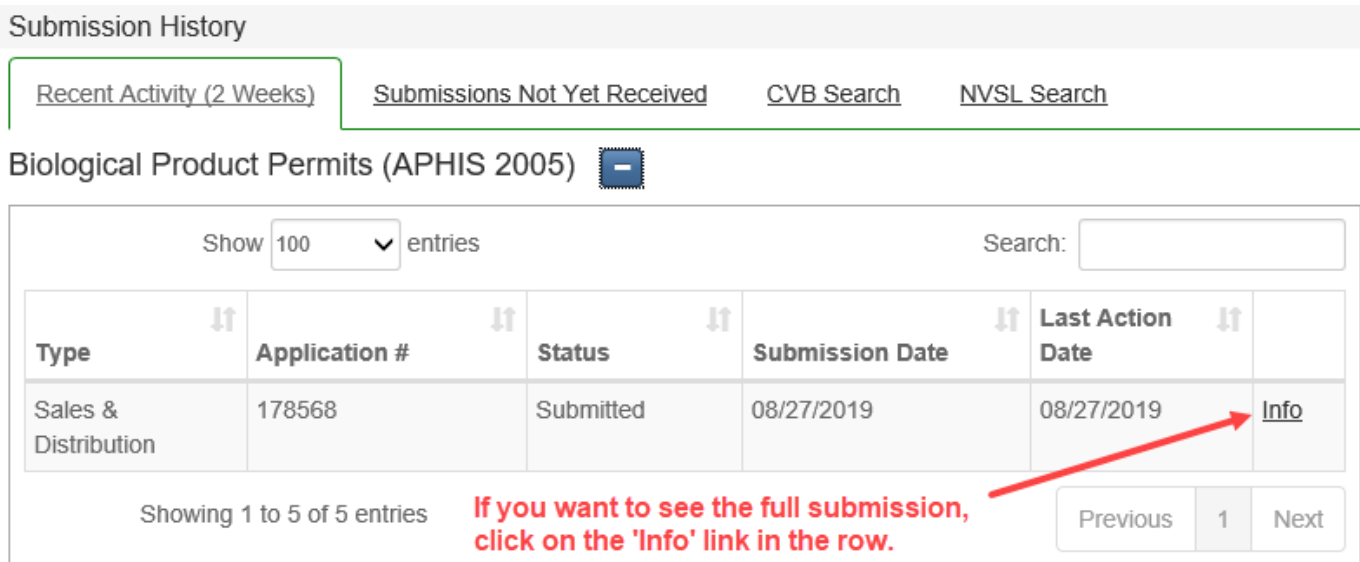 Submission History
Recent Activity (2 Weeks) Submissions Not Yet Received CVB Search NVSL Search
Biological Product Permits (APHIS 2005)
Show 100 entries Search:
Type Application # Status Submission Date Last Action Date
Sales & Distribution 178568 Submitted 08/27/2019 08/27/2019 Info
Showing 1 to 5 of 5 entries
If you want to see the full submission,
click on the 'Info' link in the row.
Previous 1 Next